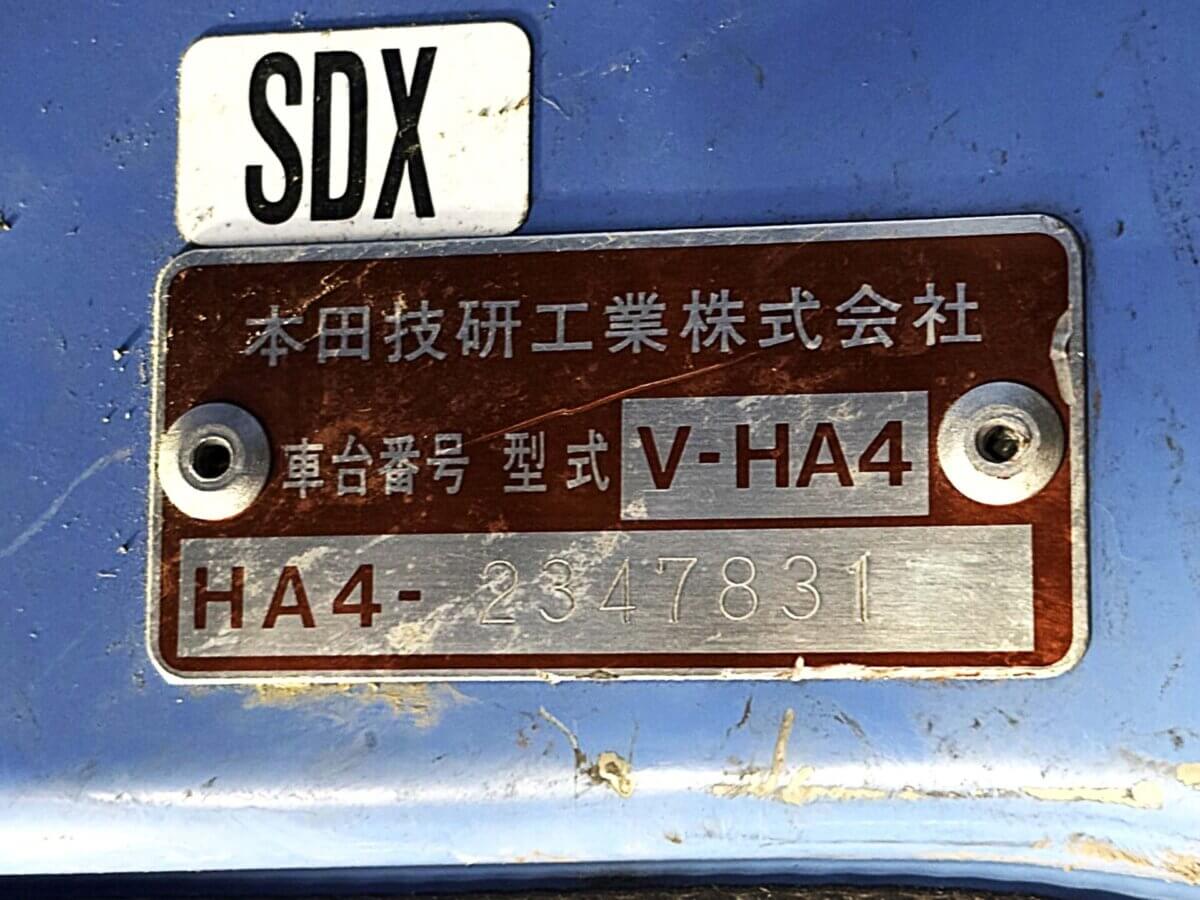 SDX
本田技研工業株式会社
車台番号 型式 V-HA4
HA4- 2347831